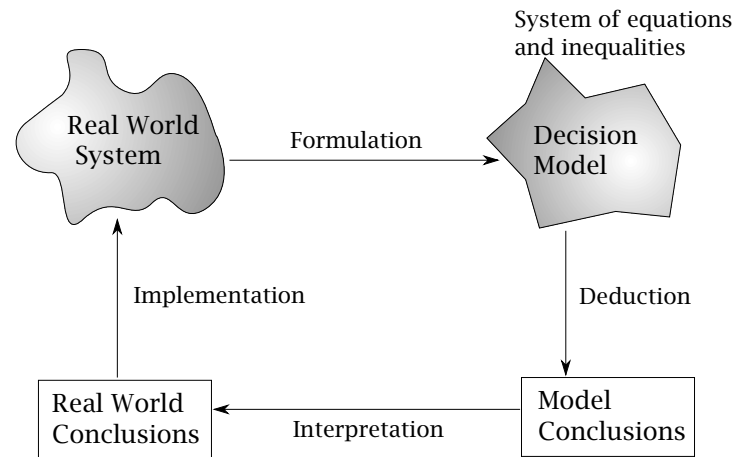 System of equations
and inequalities
Real World
System
Formulation
Decision
Model
Implementation
Deduction
Real World
Conclusions
Interpretation
Model
Conclusions